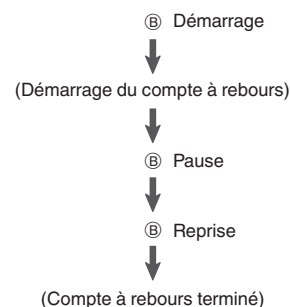 Ⓑ Démarrage
(Démarrage du compte à rebours)
Ⓑ Pause
Ⓑ Reprise
(Compte à rebours terminé)